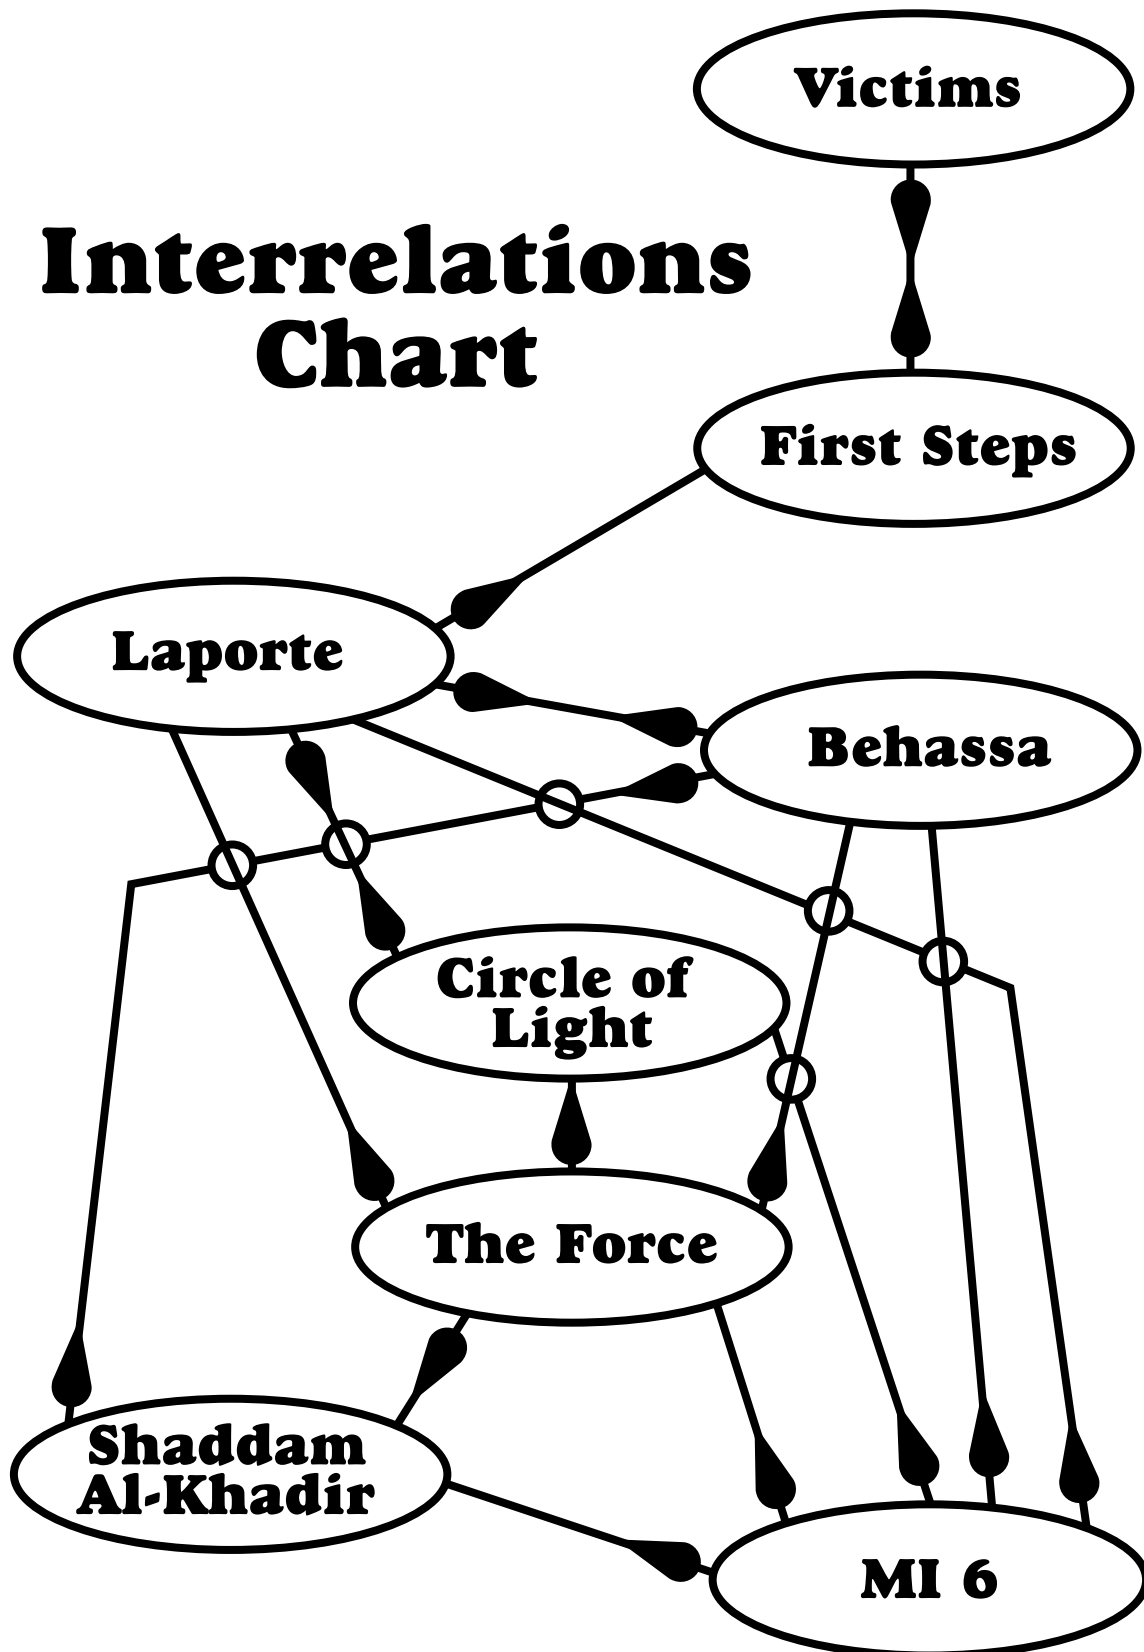 Victims
Interrelations
Chart
First Steps
Laporte
Behassa
Circle of
Light
The Force
Shaddam
Al-Khadir
MI 6